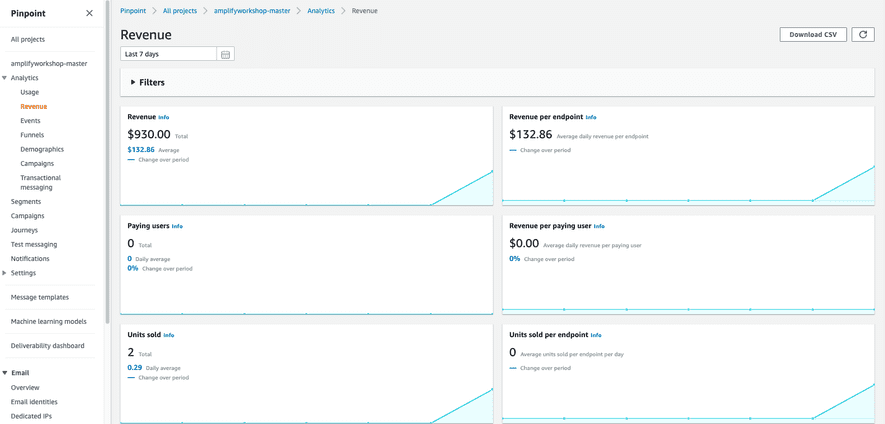 Pinpoint
All projects
amplifyworkshop-master
Analytics
Usage
Revenue
Events
Funnels
Demographics
Campaigns
Transactional
messaging
Segments
Campaigns
Journeys
Test messaging
Notifications
Settings
Message templates
Machine learning models
Deliverability dashboard
Email
Overview
Email identities
Dedicated IPs
Pinpoint All projects amplifyworkshop-master Analytics Revenue
Revenue
Download CSV
Last 7 days
Filters
Revenue Info
$930.00 Total
$132.86 Average
Change over period
Revenue per endpoint Info
$132.86 Average daily revenue per endpoint
Change over period
Paying users Info
0 Total
0 Daily average
0% Change over period
Revenue per paying user Info
$0.00 Average daily revenue per paying user
0% Change over period
Units sold Info
2 Total
0.29 Daily average
Change over period
Units sold per endpoint Info
0 Average units sold per endpoint per day
Change over period